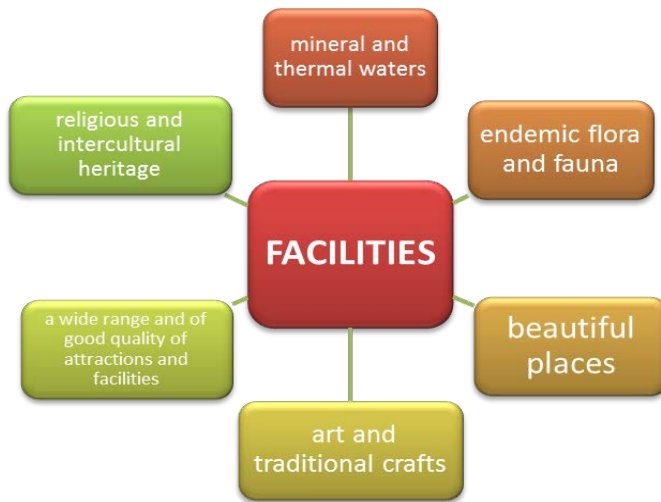 mineral and
thermal waters
religious and
intercultural
heritage
endemic flora
and fauna
FACILITIES
a wide range and of
good quality of
attractions and
facilities
beautiful
places
art and
traditional crafts